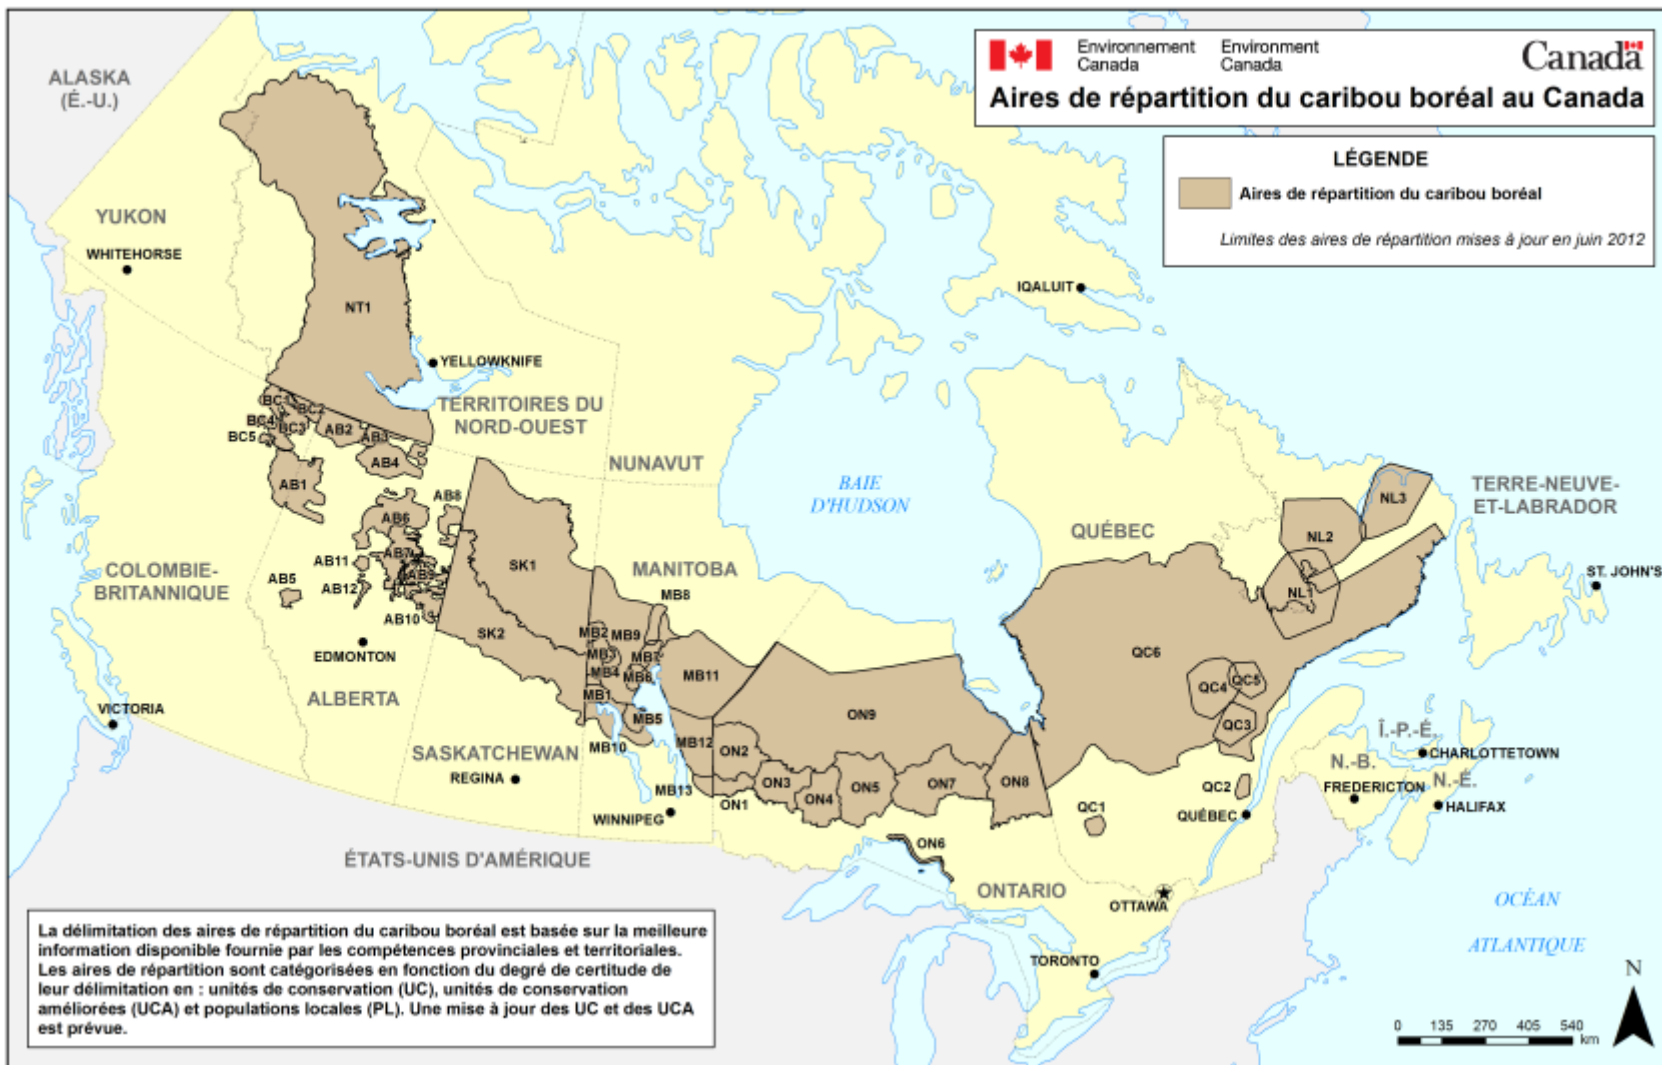 Environnement Canada
Environment Canada
Canada
Aires de répartition du caribou boréal au Canada
LÉGENDE
Aires de répartition du caribou boréal
Limites des aires de répartition mises à jour en juin 2012
ALASKA
(É.-U.)
YUKON
WHITEHORSE
IQALUIT
NT1
YELLOWKNIFE
TERRITOIRES DU
NORD-OUEST
NUNAVUT
BC1
BC2
BC4
BC3
BC5
AB2
AB3
AB4
AB1
AB8
AB6
AB7
AB11
AB9
AB5
AB12
AB10
COLOMBIE-
BRITANNIQUE
EDMONTON
ALBERTA
VICTORIA
SK1
SK2
SASKATCHEWAN
REGINA
MANITOBA
MB8
MB2
MB9
MB3
MB7
MB4
MB6
MB1
MB11
MB5
MB10
MB12
MB13
WINNIPEG
BAIE
D'HUDSON
ON9
ON2
ON3
ON5
ON7
ON8
ON4
ON1
ON6
ONTARIO
OTTAWA
TORONTO
QUÉBEC
QC6
QC4
QC5
QC3
QC2
QC1
QUÉBEC
NL3
NL2
NL1
TERRE-NEUVE-
ET-LABRADOR
ST. JOHN'S
Î.-P.-É.
CHARLOTTETOWN
N.-B.
N.-É.
FREDERICTON
HALIFAX
ÉTATS-UNIS D'AMÉRIQUE
OCÉAN
ATLANTIQUE
La délimitation des aires de répartition du caribou boréal est basée sur la meilleure
information disponible fournie par les compétences provinciales et territoriales.
Les aires de répartition sont catégorisées en fonction du degré de certitude de
leur délimitation en : unités de conservation (UC), unités de conservation
améliorées (UCA) et populations locales (PL). Une mise à jour des UC et des UCA
est prévue.
N
0 135 270 405 540
km